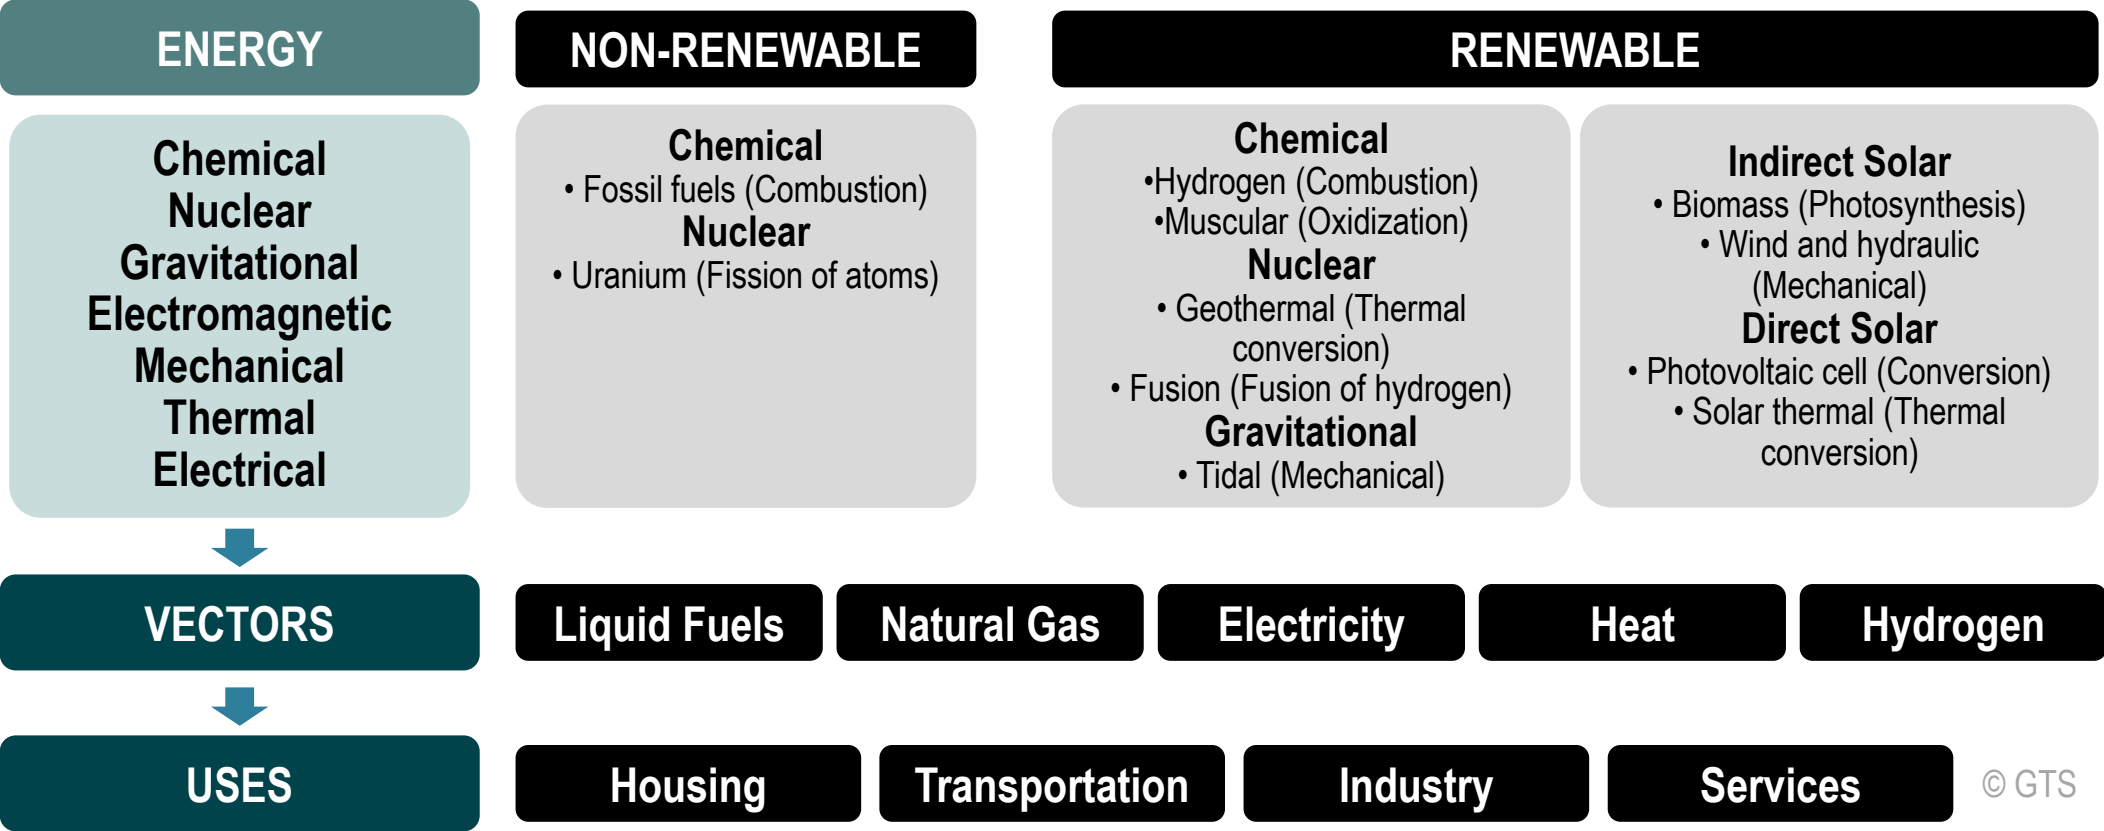 ENERGY
Chemical
Nuclear
Gravitational
Electromagnetic
Mechanical
Thermal
Electrical
NON-RENEWABLE
Chemical
• Fossil fuels (Combustion)
Nuclear
• Uranium (Fission of atoms)
RENEWABLE
Chemical
•Hydrogen (Combustion)
•Muscular (Oxidization)
Nuclear
• Geothermal (Thermal
conversion)
• Fusion (Fusion of hydrogen)
Gravitational
• Tidal (Mechanical)
Indirect Solar
• Biomass (Photosynthesis)
• Wind and hydraulic
(Mechanical)
Direct Solar
• Photovoltaic cell (Conversion)
• Solar thermal (Thermal
conversion)
VECTORS
Liquid Fuels
Natural Gas
Electricity
Heat
Hydrogen
USES
Housing
Transportation
Industry
Services
© GTS